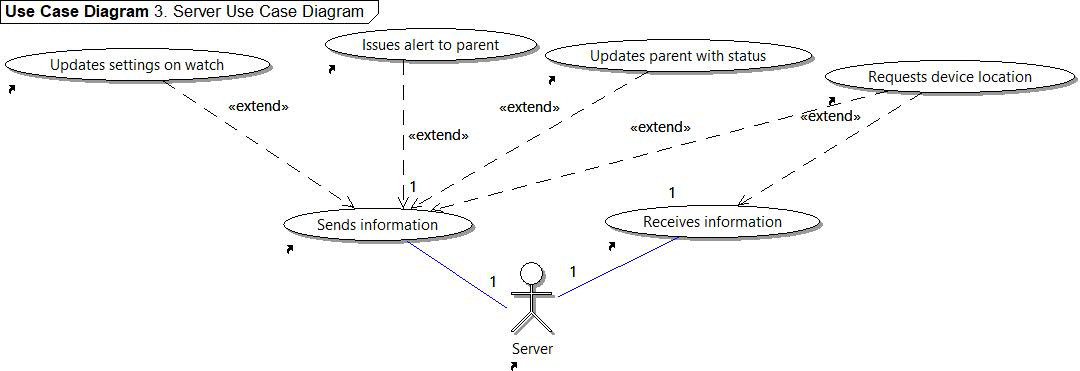 Use Case Diagram 3. Server Use Case Diagram
Updates settings on watch
Issues alert to parent
Updates parent with status
Requests device location
«extend»
«extend»
«extend»
«extend»
«extend»
1
1
Sends information
Receives information
1
1
Server